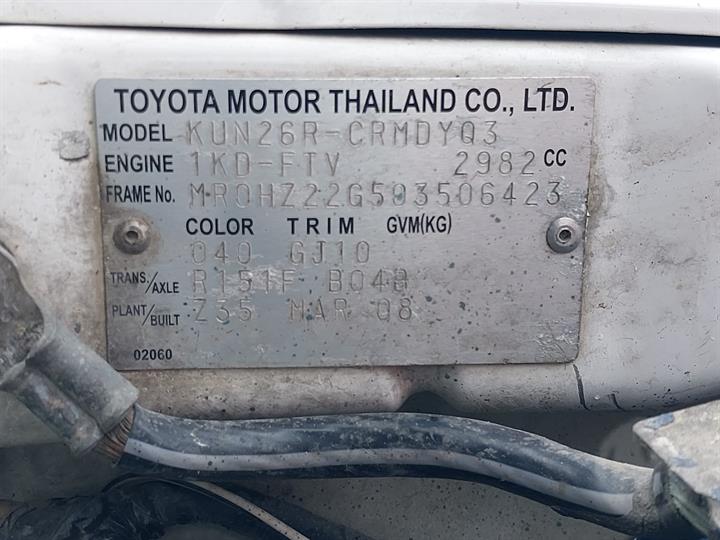 TOYOTA MOTOR THAILAND CO., LTD.
MODEL KUN26R-CRMDYQ3
ENGINE 1KD-FTV 2982 CC
FRAME No. MR0HZ22G503506423
COLOR TRIM GVM(KG)
040 GJ10
TRANS./AXLE R151F B04B
PLANT/BUILT Z35 MAR 08
02060